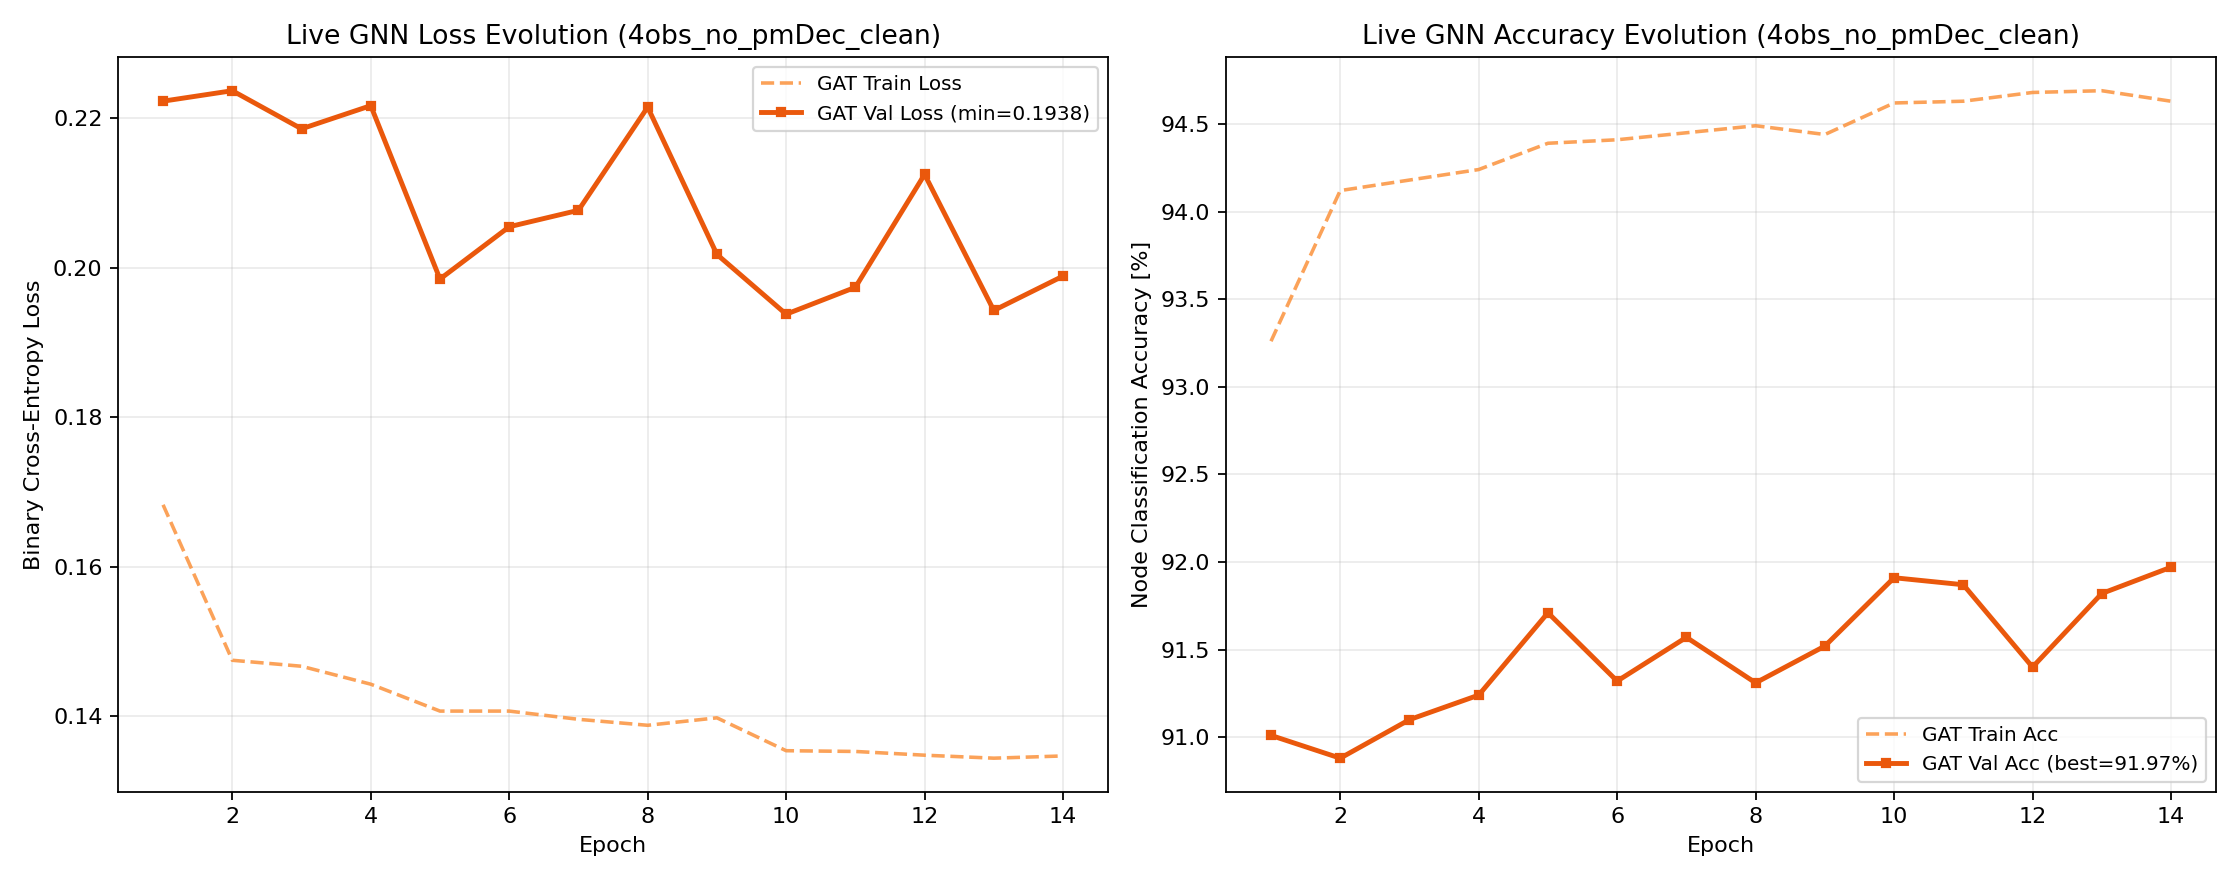 Live GNN Loss Evolution (4obs_no_pmDec_clean)
GAT Train Loss
GAT Val Loss (min=0.1938)
Binary Cross-Entropy Loss
0.22
0.20
0.18
0.16
0.14
2 4 6 8 10 12 14
Epoch
Live GNN Accuracy Evolution (4obs_no_pmDec_clean)
Node Classification Accuracy [%]
94.5
94.0
93.5
93.0
92.5
92.0
91.5
91.0
GAT Train Acc
GAT Val Acc (best=91.97%)
2 4 6 8 10 12 14
Epoch